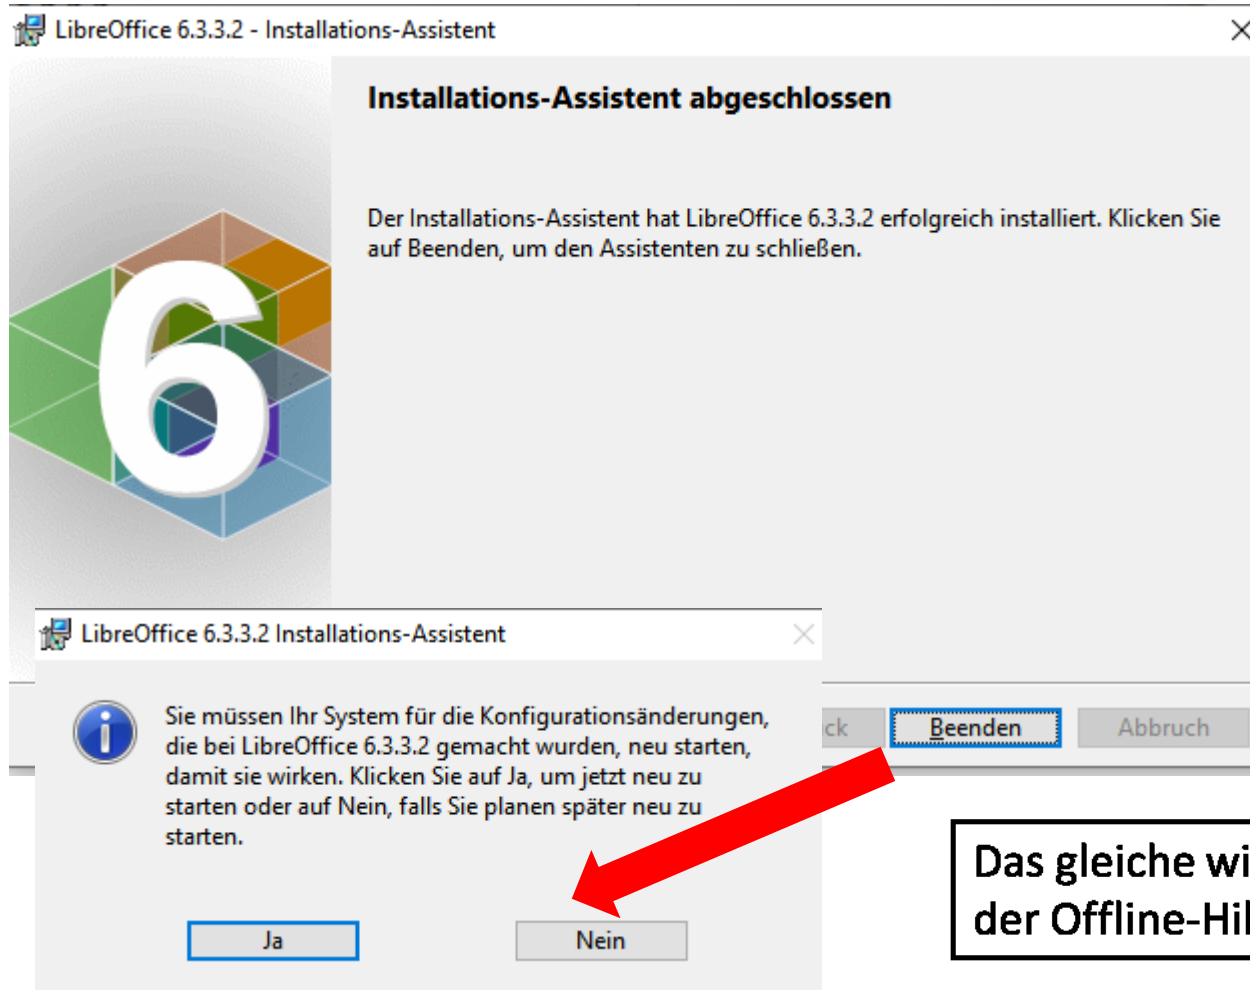 LibreOffice 6.3.3.2 - Installations-Assistent
Installations-Assistent abgeschlossen
Der Installations-Assistent hat LibreOffice 6.3.3.2 erfolgreich installiert. Klicken Sie
auf Beenden, um den Assistenten zu schließen.
6
LibreOffice 6.3.3.2 Installations-Assistent
Sie müssen Ihr System für die Konfigurationsänderungen,
die bei LibreOffice 6.3.3.2 gemacht wurden, neu starten,
damit sie wirken. Klicken Sie auf Ja, um jetzt neu zu
starten oder auf Nein, falls Sie planen später neu zu
starten.
Ja Nein
ck Beenden Abbruch
Das gleiche wi
der Offline-Hil